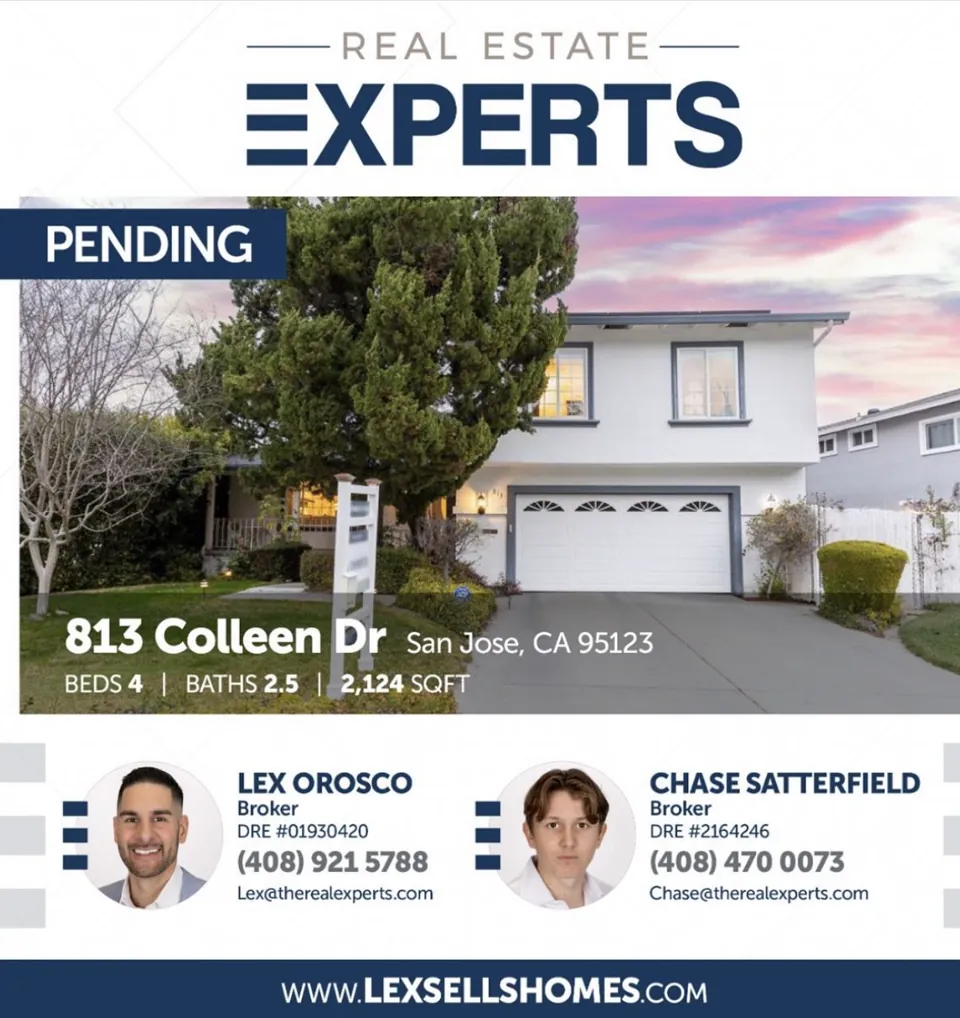 REAL ESTATE
EXPERTS
PENDING
813 Colleen Dr San Jose, CA 95123
BEDS 4 | BATHS 2.5 | 2,124 SQFT
LEX OROSCO
Broker
DRE #01930420
(408) 921 5788
Lex@therealexperts.com
CHASE SATTERFIELD
Broker
DRE #2164246
(408) 470 0073
Chase@therealexperts.com
WWW.LEXSELLSHOMES.COM